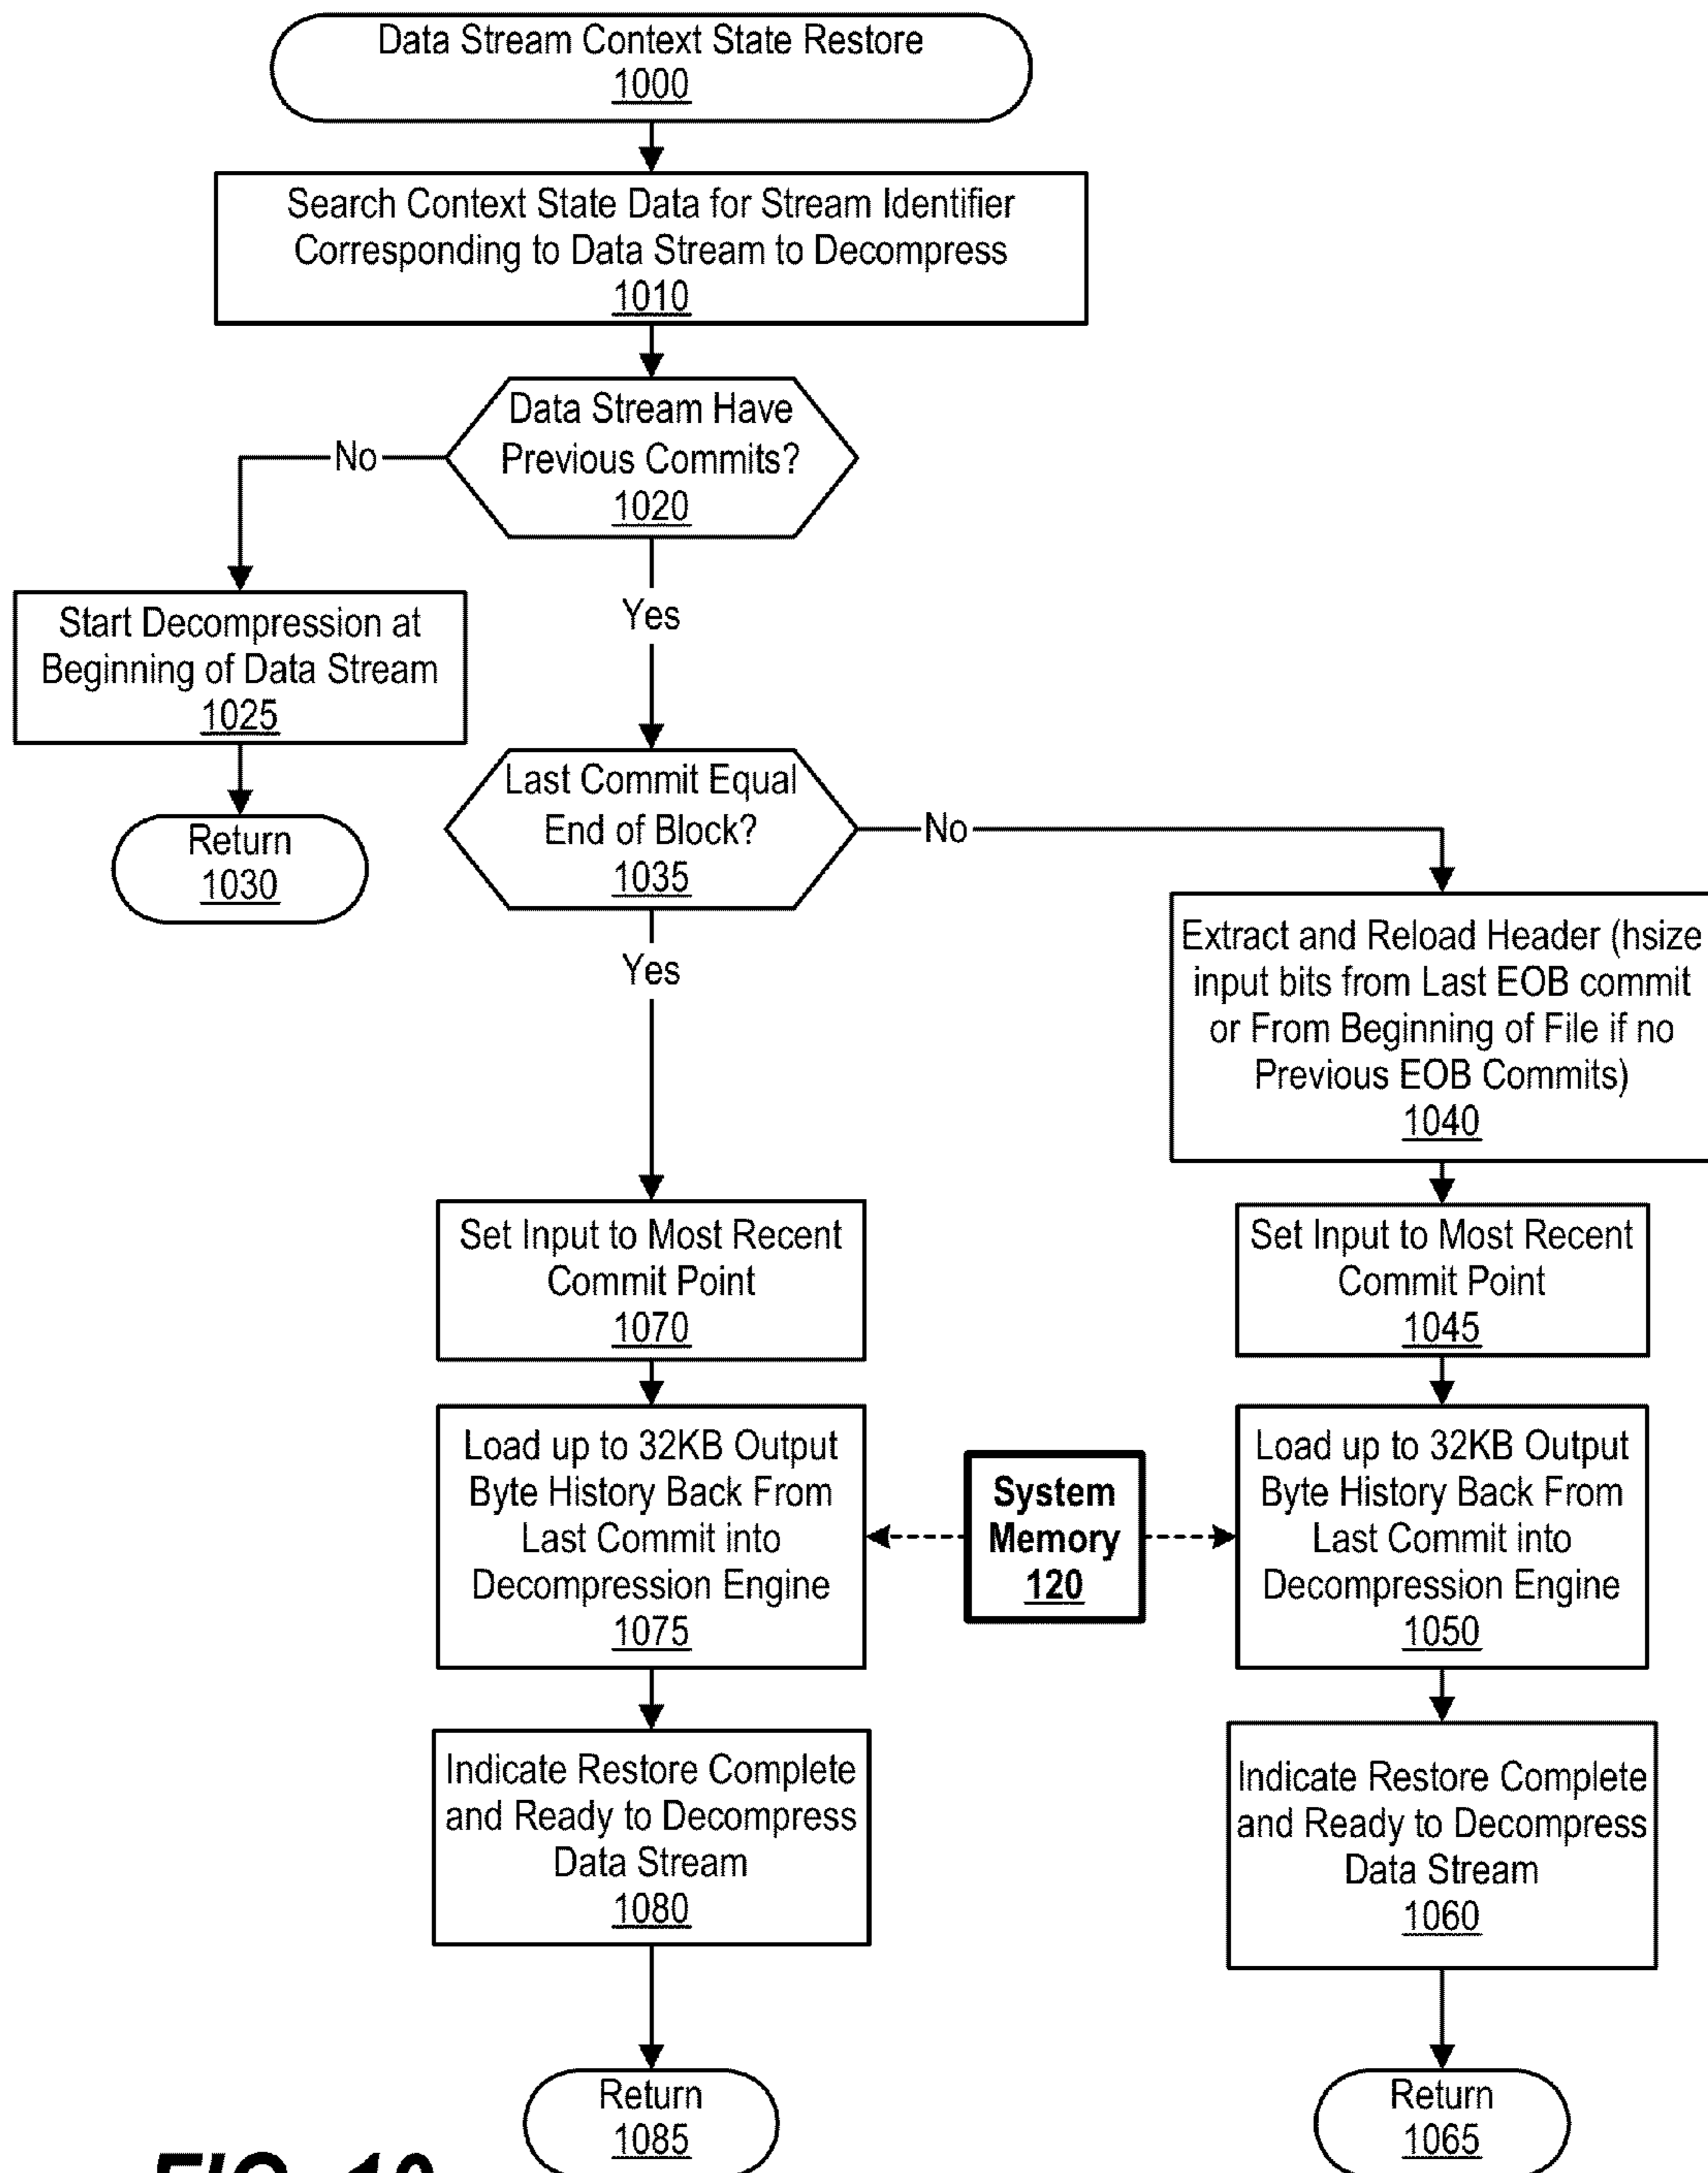 Data Stream Context State Restore
1000
Search Context State Data for Stream Identifier
Corresponding to Data Stream to Decompress
1010
Data Stream Have
Previous Commits?
1020
No
Yes
Start Decompression at
Beginning of Data Stream
1025
Return
1030
Last Commit Equal
End of Block?
1035
No
Yes
Extract and Reload Header (hsize
input bits from Last EOB commit
or From Beginning of File if no
Previous EOB Commits)
1040
Set Input to Most Recent
Commit Point
1070
Set Input to Most Recent
Commit Point
1045
Load up to 32KB Output
Byte History Back From
Last Commit into
Decompression Engine
1075
System
Memory
120
Load up to 32KB Output
Byte History Back From
Last Commit into
Decompression Engine
1050
Indicate Restore Complete
and Ready to Decompress
Data Stream
1080
Indicate Restore Complete
and Ready to Decompress
Data Stream
1060
Return
1085
Return
1065
FIG. 10